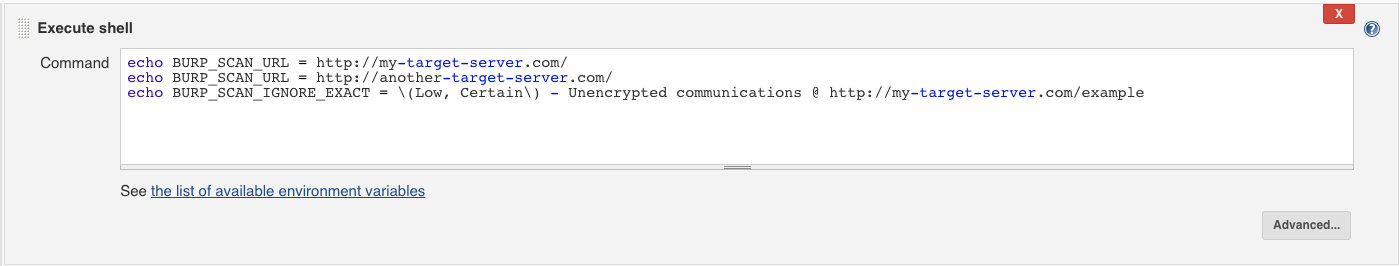 X
Execute shell
?
Command
echo BURP_SCAN_URL = http://my-target-server.com/
echo BURP_SCAN_URL = http://another-target-server.com/
echo BURP_SCAN_IGNORE_EXACT = \(Low, Certain\) - Unencrypted communications @ http://my-target-server.com/example
See the list of available environment variables
Advanced...